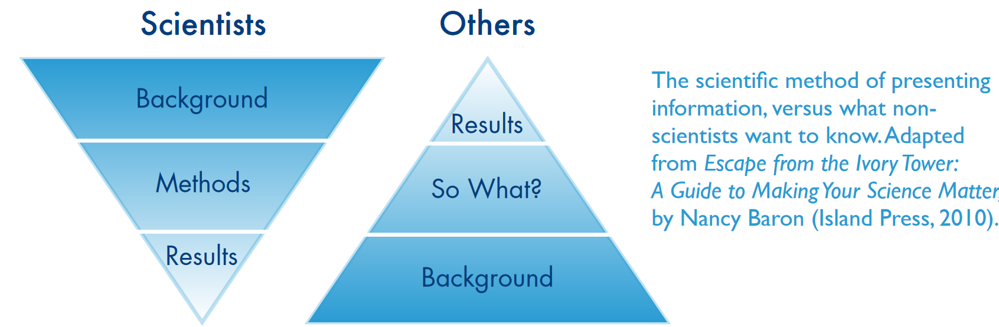 Scientists
Background
Methods
Results
Others
Results
So What?
Background
The scientific method of presenting
information, versus what non-
scientists want to know. Adapted
from Escape from the Ivory Tower:
A Guide to Making Your Science Matter,
by Nancy Baron (Island Press, 2010).